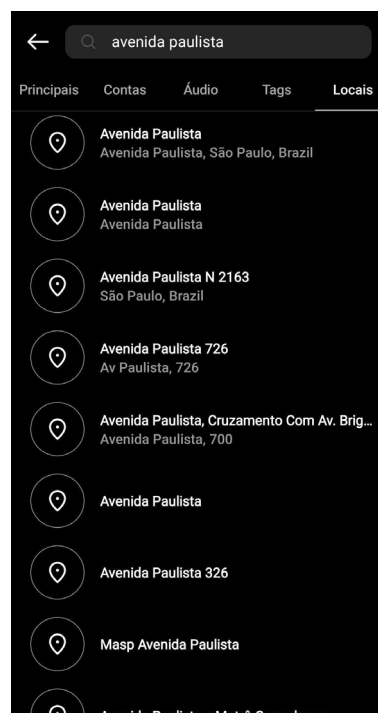 avenida paulista
Principais Contas Áudio Tags Locais
Avenida Paulista
Avenida Paulista, São Paulo, Brazil
Avenida Paulista
Avenida Paulista
Avenida Paulista N 2163
São Paulo, Brazil
Avenida Paulista 726
Av Paulista, 726
Avenida Paulista, Cruzamento Com Av. Brig...
Avenida Paulista, 700
Avenida Paulista
Avenida Paulista 326
Masp Avenida Paulista